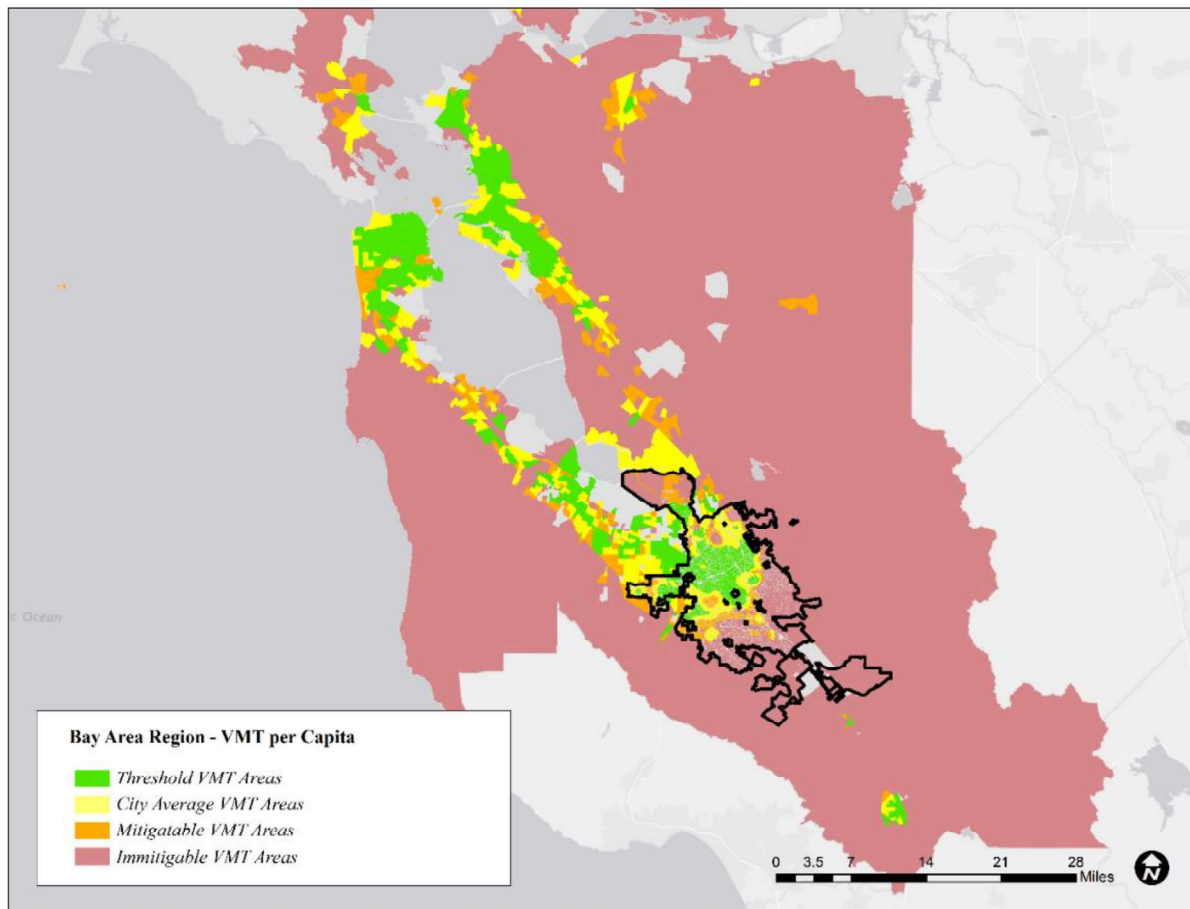 c Ocean
Bay Area Region - VMT per Capita
Threshold VMT Areas
City Average VMT Areas
Mitigatable VMT Areas
Immitigable VMT Areas
0 3.5 7 14 21 28
Miles
N